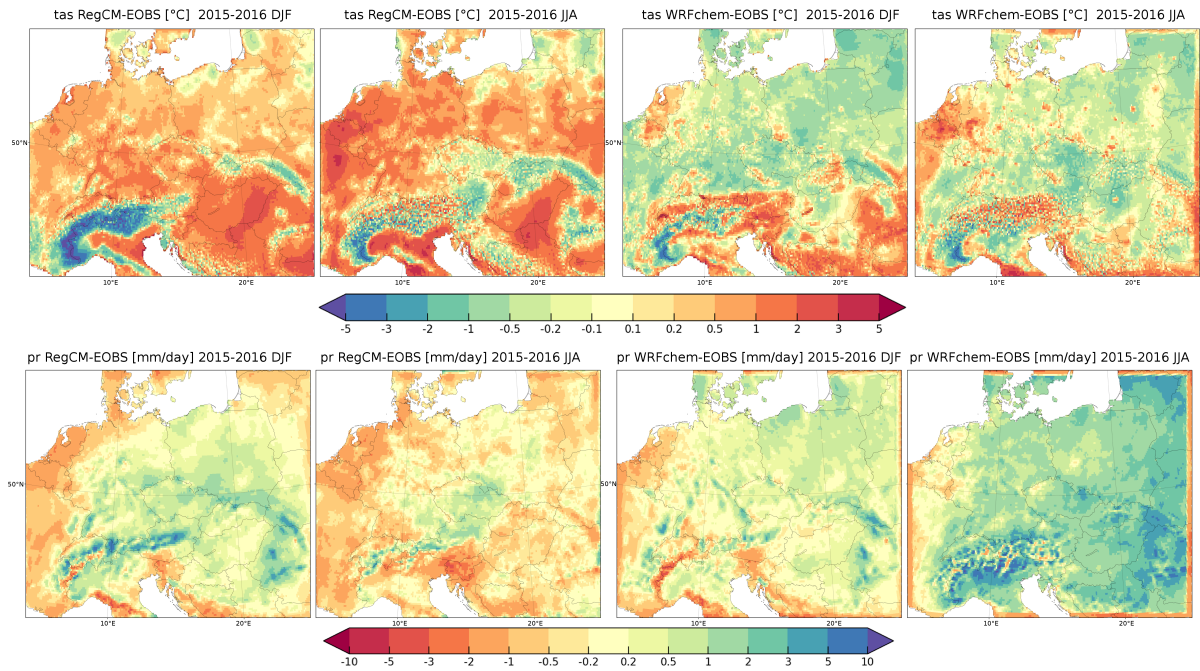 tas RegCM-EOBS [°C]  2015-2016 DJF
tas RegCM-EOBS [°C]  2015-2016 JJA
tas WRFchem-EOBS [°C]  2015-2016 DJF
tas WRFchem-EOBS [°C]  2015-2016 JJA
50°N
50°N
10°E 20°E
10°E 20°E
10°E 20°E
10°E 20°E
-5 -3 -2 -1 -0.5 -0.2 -0.1 0.1 0.2 0.5 1 2 3 5
pr RegCM-EOBS [mm/day] 2015-2016 DJF
pr RegCM-EOBS [mm/day] 2015-2016 JJA
pr WRFchem-EOBS [mm/day] 2015-2016 DJF
pr WRFchem-EOBS [mm/day] 2015-2016 JJA
50°N
50°N
10°E 20°E
10°E 20°E
10°E 20°E
10°E 20°E
-10 -5 -3 -2 -1 -0.5 -0.2 0.2 0.5 1 2 3 5 10